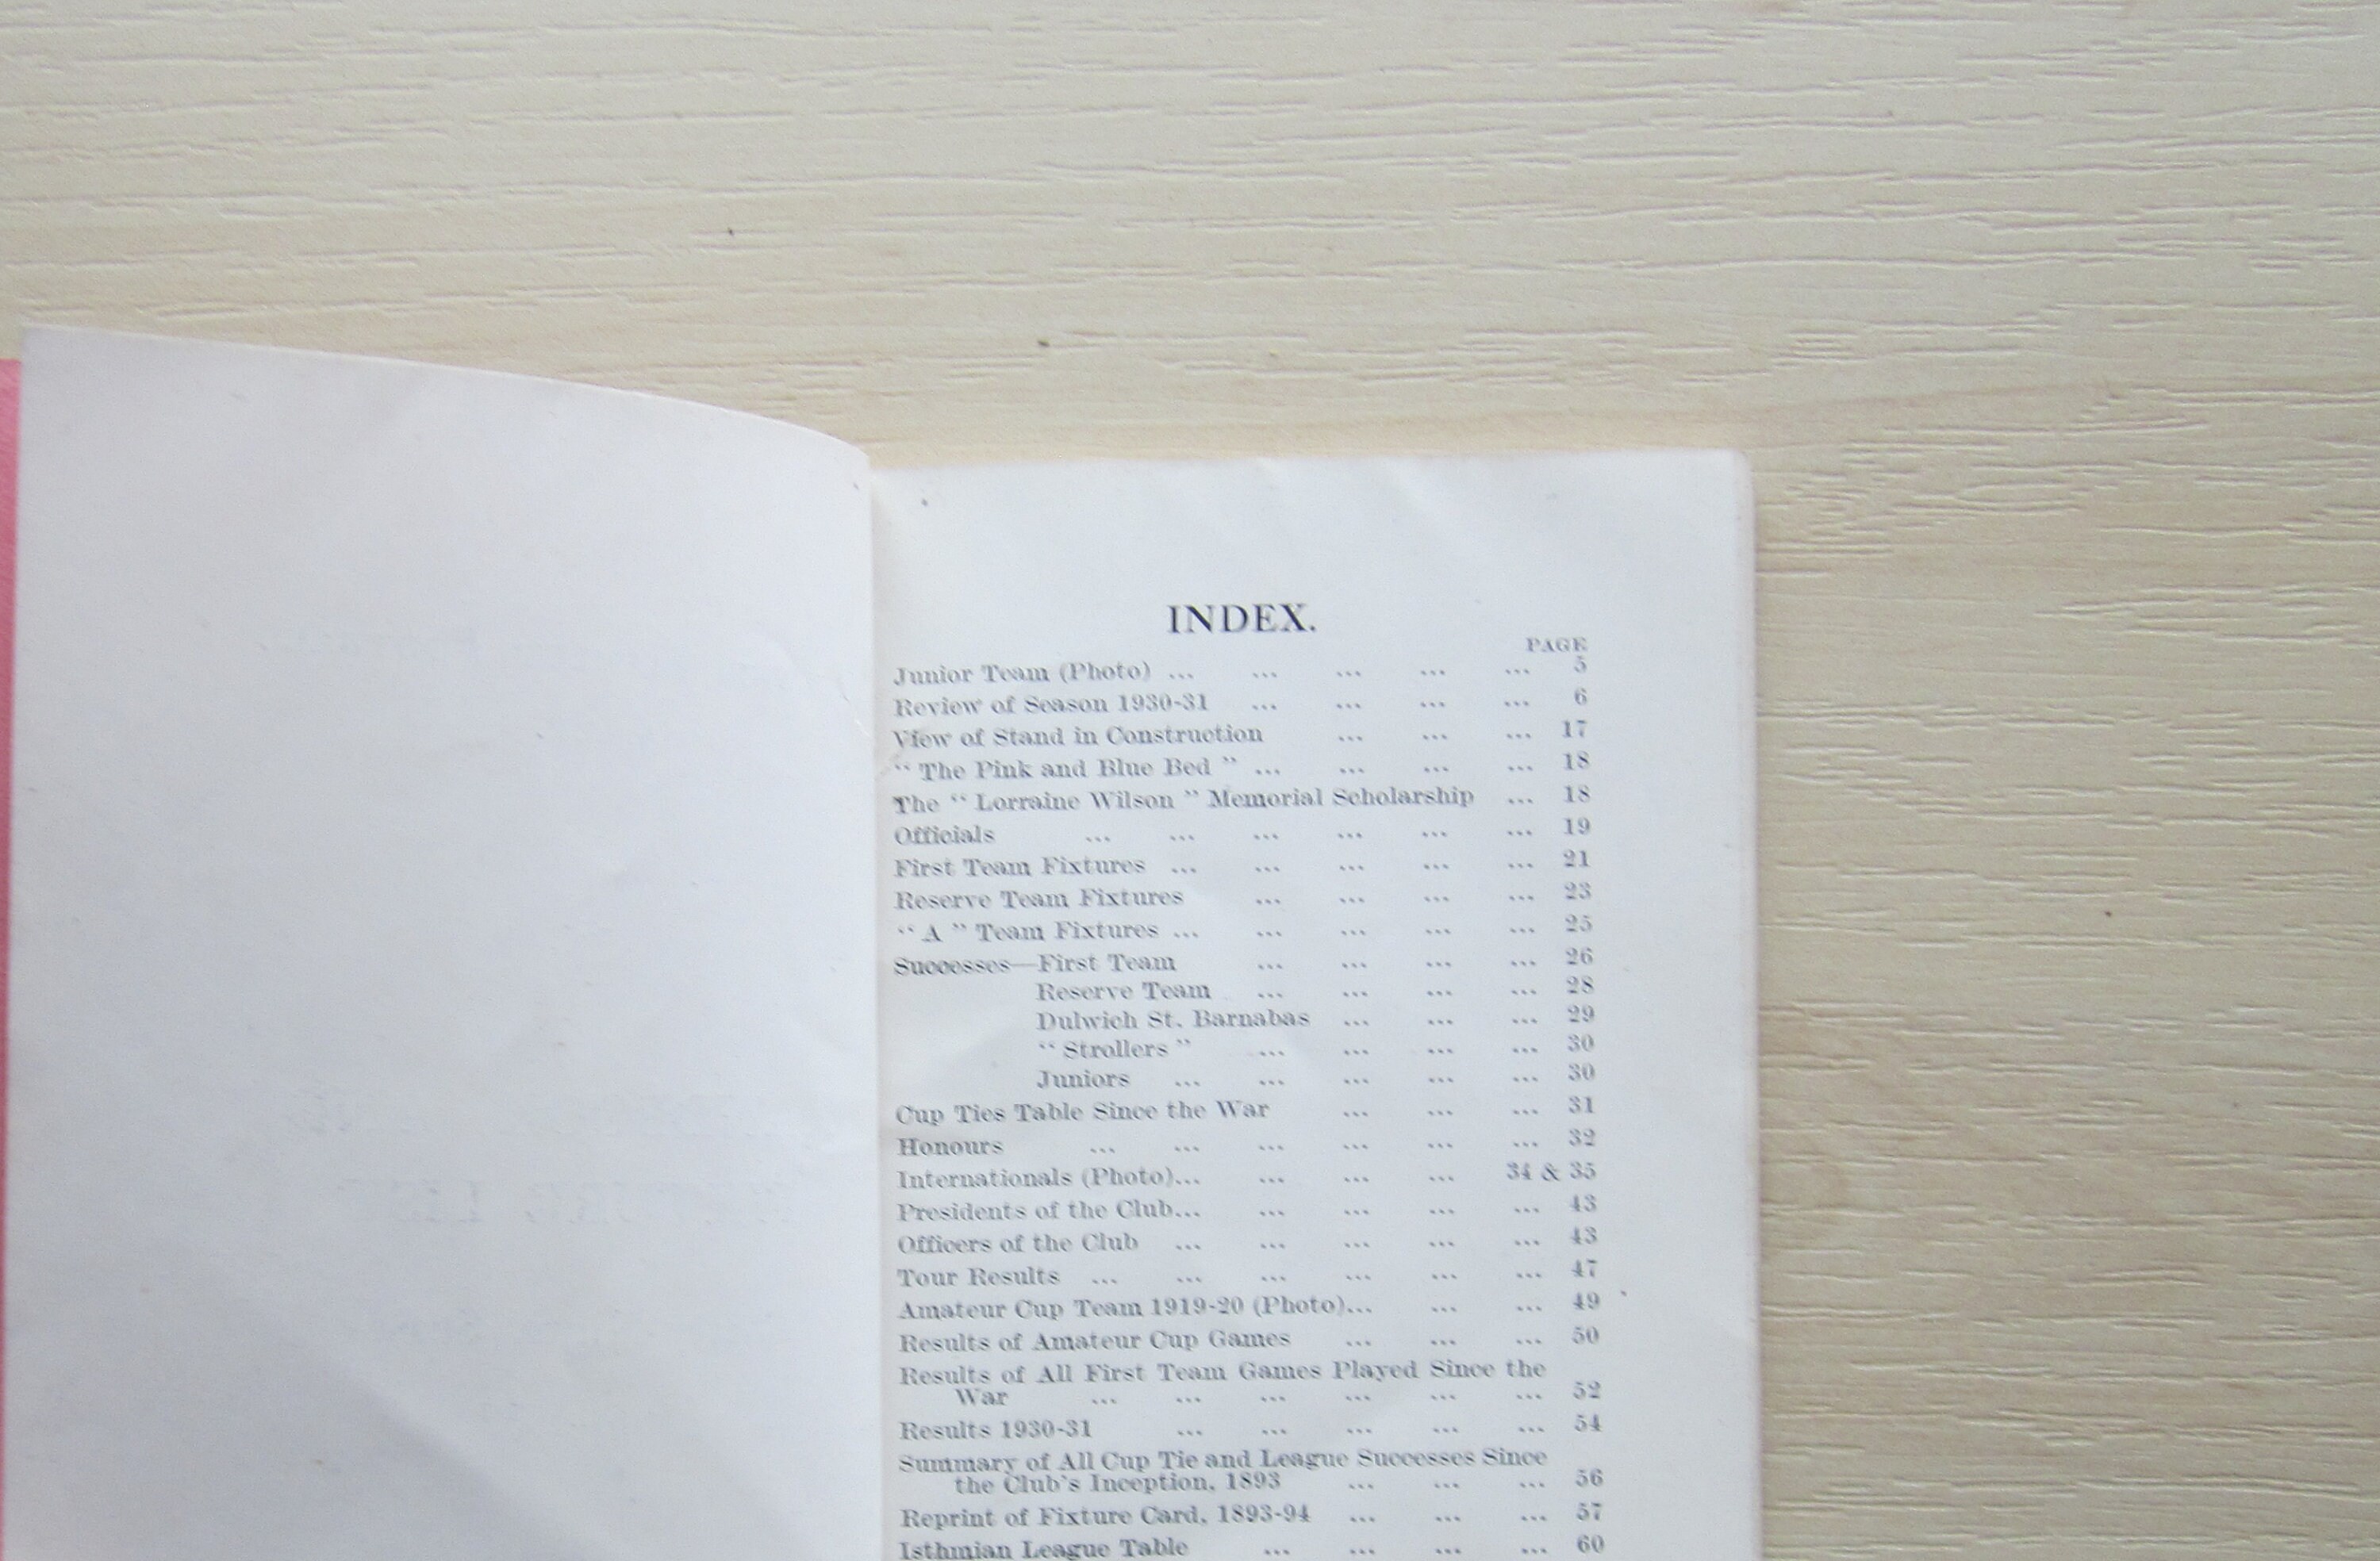 INDEX.
PAGE
Junior Team (Photo) ... ... ... ... ... 5
Review of Season 1930-31 ... ... ... ... 6
View of Stand in Construction ... ... ... 17
“ The Pink and Blue Bed ” ... ... ... ... 18
The “ Lorraine Wilson ” Memorial Scholarship ... 18
Officials ... ... ... ... ... ... 19
First Team Fixtures ... ... ... ... ... 21
Reserve Team Fixtures ... ... ... ... 23
“ A ” Team Fixtures ... ... ... ... ... 25
Successes—First Team ... ... ... ... 26
Reserve Team ... ... ... ... 28
Dulwich St. Barnabas ... ... ... 29
“ Strollers ” ... ... ... ... 30
Juniors ... ... ... ... ... 30
Cup Ties Table Since the War ... ... ... 31
Honours ... ... ... ... ... ... 32
Internationals (Photo)... ... ... ... 34 & 35
Presidents of the Club... ... ... ... ... 43
Officers of the Club ... ... ... ... ... 43
Tour Results ... ... ... ... ... ... 47
Amateur Cup Team 1919-20 (Photo)... ... ... 49
Results of Amateur Cup Games ... ... ... 50
Results of All First Team Games Played Since the
War ... ... ... ... ... ... 52
Results 1930-31 ... ... ... ... ... 54
Summary of All Cup Tie and League Successes Since
the Club's Inception, 1893 ... ... ... 56
Reprint of Fixture Card, 1893-94 ... ... ... 57
Isthmian League Table ... ... ... ... 60